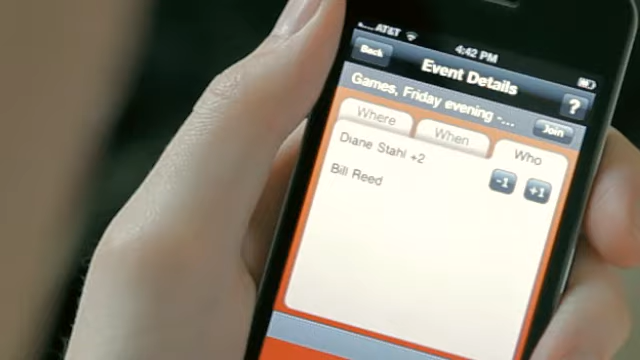 AT&T
4:42 PM
Back
Event Details
?
Games, Friday evening -...
Join
Where
When
Who
Diane Stahl +2
Bill Reed
-1
+1